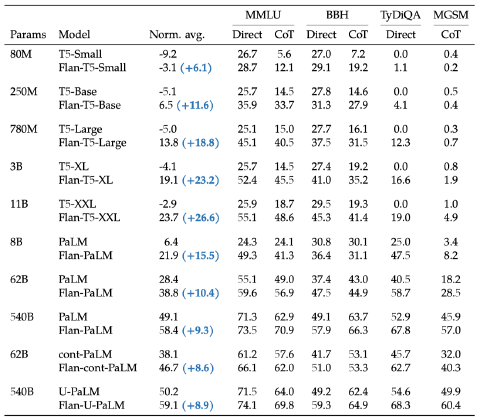 MMLU BBH TyDiQA MGSM
Params Model Norm. avg. Direct CoT Direct CoT Direct CoT
80M T5-Small -9.2 26.7 5.6 27.0 7.2 0.0 0.4
Flan-T5-Small -3.1 (+6.1) 28.7 12.1 29.1 19.2 1.1 0.2
250M T5-Base -5.1 25.7 14.5 27.8 14.6 0.0 0.5
Flan-T5-Base 6.5 (+11.6) 35.9 33.7 31.3 27.9 4.1 0.4
780M T5-Large -5.0 25.1 15.0 27.7 16.1 0.0 0.3
Flan-T5-Large 13.8 (+18.8) 45.1 40.5 37.5 31.5 12.3 0.7
3B T5-XL -4.1 25.7 14.5 27.4 19.2 0.0 0.8
Flan-T5-XL 19.1 (+23.2) 52.4 45.5 41.0 35.2 16.6 1.9
11B T5-XXL -2.9 25.9 18.7 29.5 19.3 0.0 1.0
Flan-T5-XXL 23.7 (+26.6) 55.1 48.6 45.3 41.4 19.0 4.9
8B PaLM 6.4 24.3 24.1 30.8 30.1 25.0 3.4
Flan-PaLM 21.9 (+15.5) 49.3 41.3 36.4 31.1 47.5 8.2
62B PaLM 28.4 55.1 49.0 37.4 43.0 40.5 18.2
Flan-PaLM 38.8 (+10.4) 59.6 56.9 47.5 44.9 58.7 28.5
540B PaLM 49.1 71.3 62.9 49.1 63.7 52.9 45.9
Flan-PaLM 58.4 (+9.3) 73.5 70.9 57.9 66.3 67.8 57.0
62B cont-PaLM 38.1 61.2 57.6 41.7 53.1 45.7 32.0
Flan-cont-PaLM 46.7 (+8.6) 66.1 62.0 51.0 53.3 62.7 40.3
540B U-PaLM 50.2 71.5 64.0 49.2 62.4 54.6 49.9
Flan-U-PaLM 59.1 (+8.9) 74.1 69.8 59.3 64.9 68.3 60.4